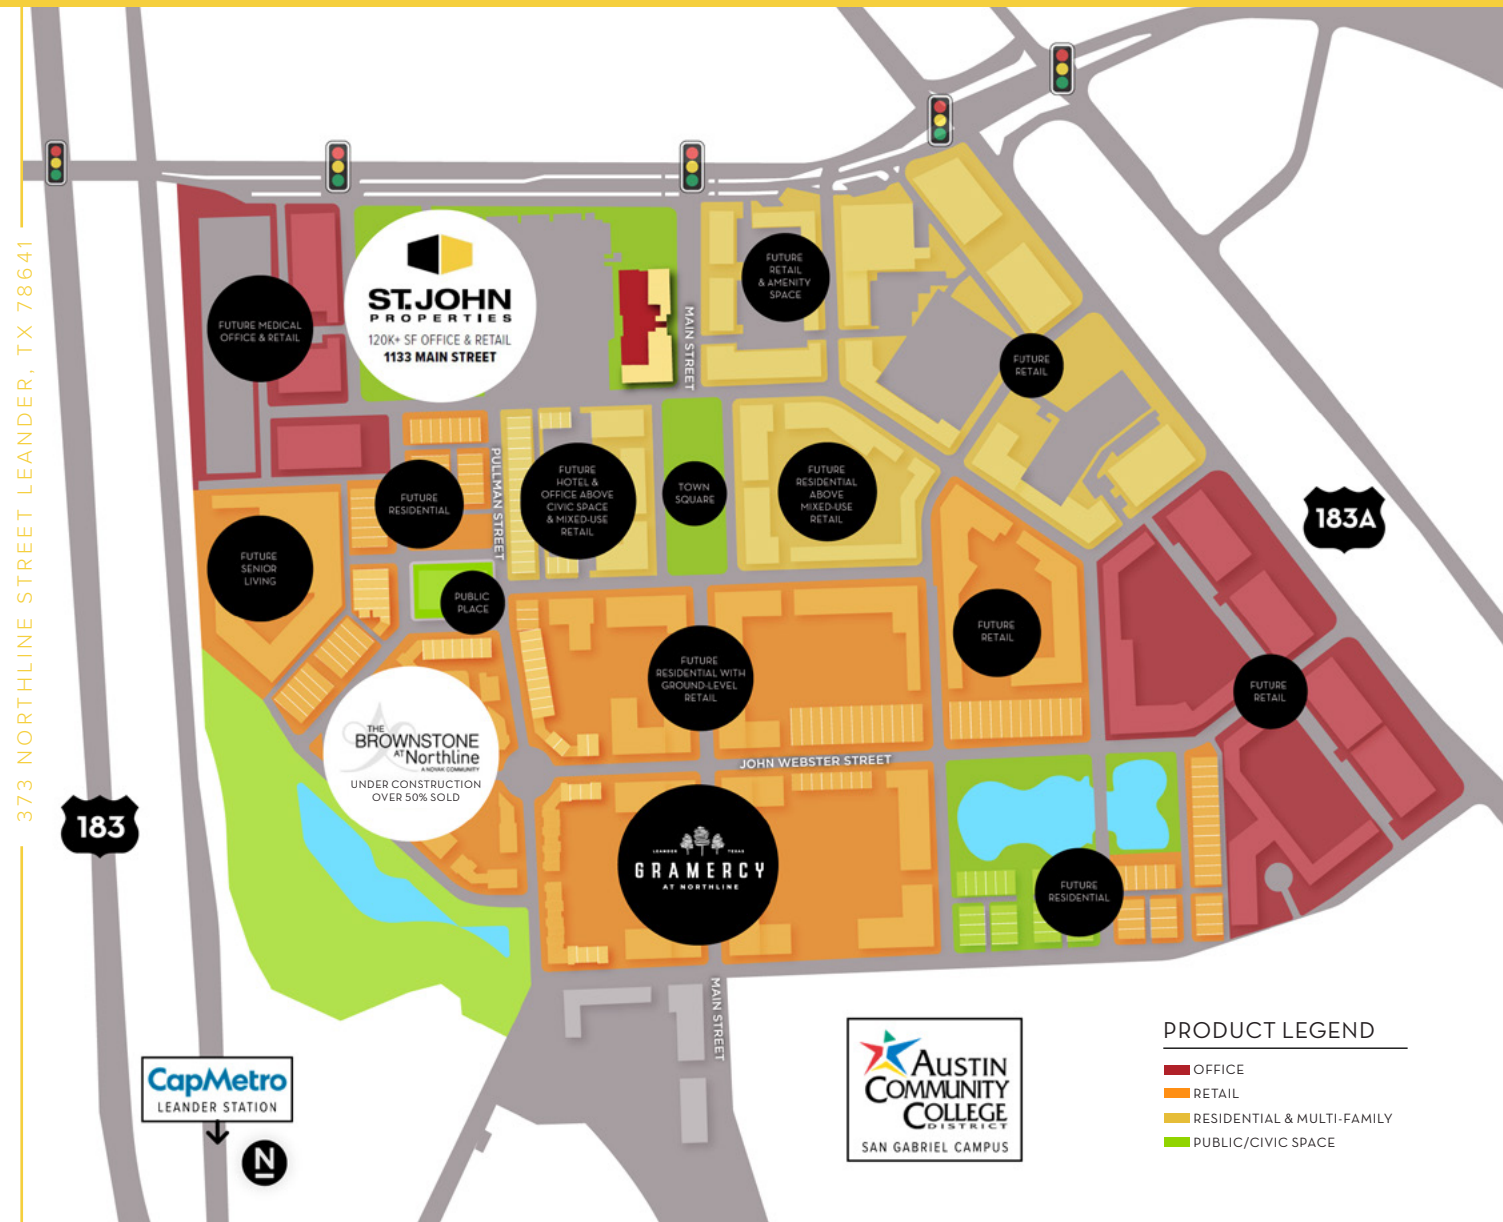 373 NORTHLINE STREET LEANDER, TX 78641
ST. JOHN
PROPERTIES
120K+ SF OFFICE & RETAIL
1133 MAIN STREET
FUTURE MEDICAL
OFFICE & RETAIL
MAIN STREET
FUTURE
RETAIL
& AMENITY
SPACE
FUTURE
RETAIL
FUTURE
RESIDENTIAL
PULLMAN STREET
FUTURE
HOTEL &
OFFICE ABOVE
CIVIC SPACE
& MIXED-USE
RETAIL
TOWN
SQUARE
FUTURE
RESIDENTIAL
ABOVE
MIXED-USE
RETAIL
183A
FUTURE
SENIOR
LIVING
PUBLIC
PLACE
FUTURE
RESIDENTIAL WITH
GROUND-LEVEL
RETAIL
FUTURE
RETAIL
FUTURE
RETAIL
THE
BROWNSTONE
AT Northline
A NOVAK COMMUNITY
UNDER CONSTRUCTION
OVER 50% SOLD
JOHN WEBSTER STREET
183
LEANDER TEXAS
GRAMERCY
AT NORTHLINE
FUTURE
RESIDENTIAL
MAIN STREET
CapMetro
LEANDER STATION
N
AUSTIN
COMMUNITY
COLLEGE
DISTRICT
SAN GABRIEL CAMPUS
PRODUCT LEGEND
OFFICE
RETAIL
RESIDENTIAL & MULTI-FAMILY
PUBLIC/CIVIC SPACE